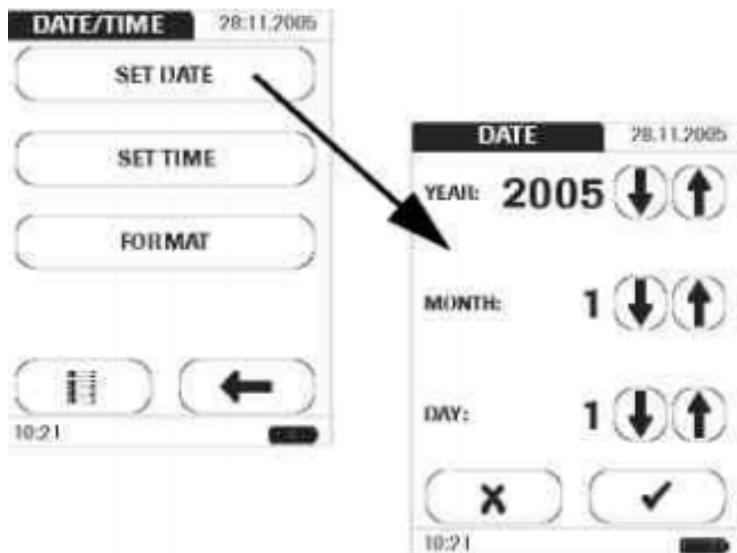 DATE/TIME 28.11.2005
SET DATE
SET TIME
FORMAT
10:21
DATE 28.11.2005
YEAR: 2005
MONTH: 1
DAY: 1
10:21